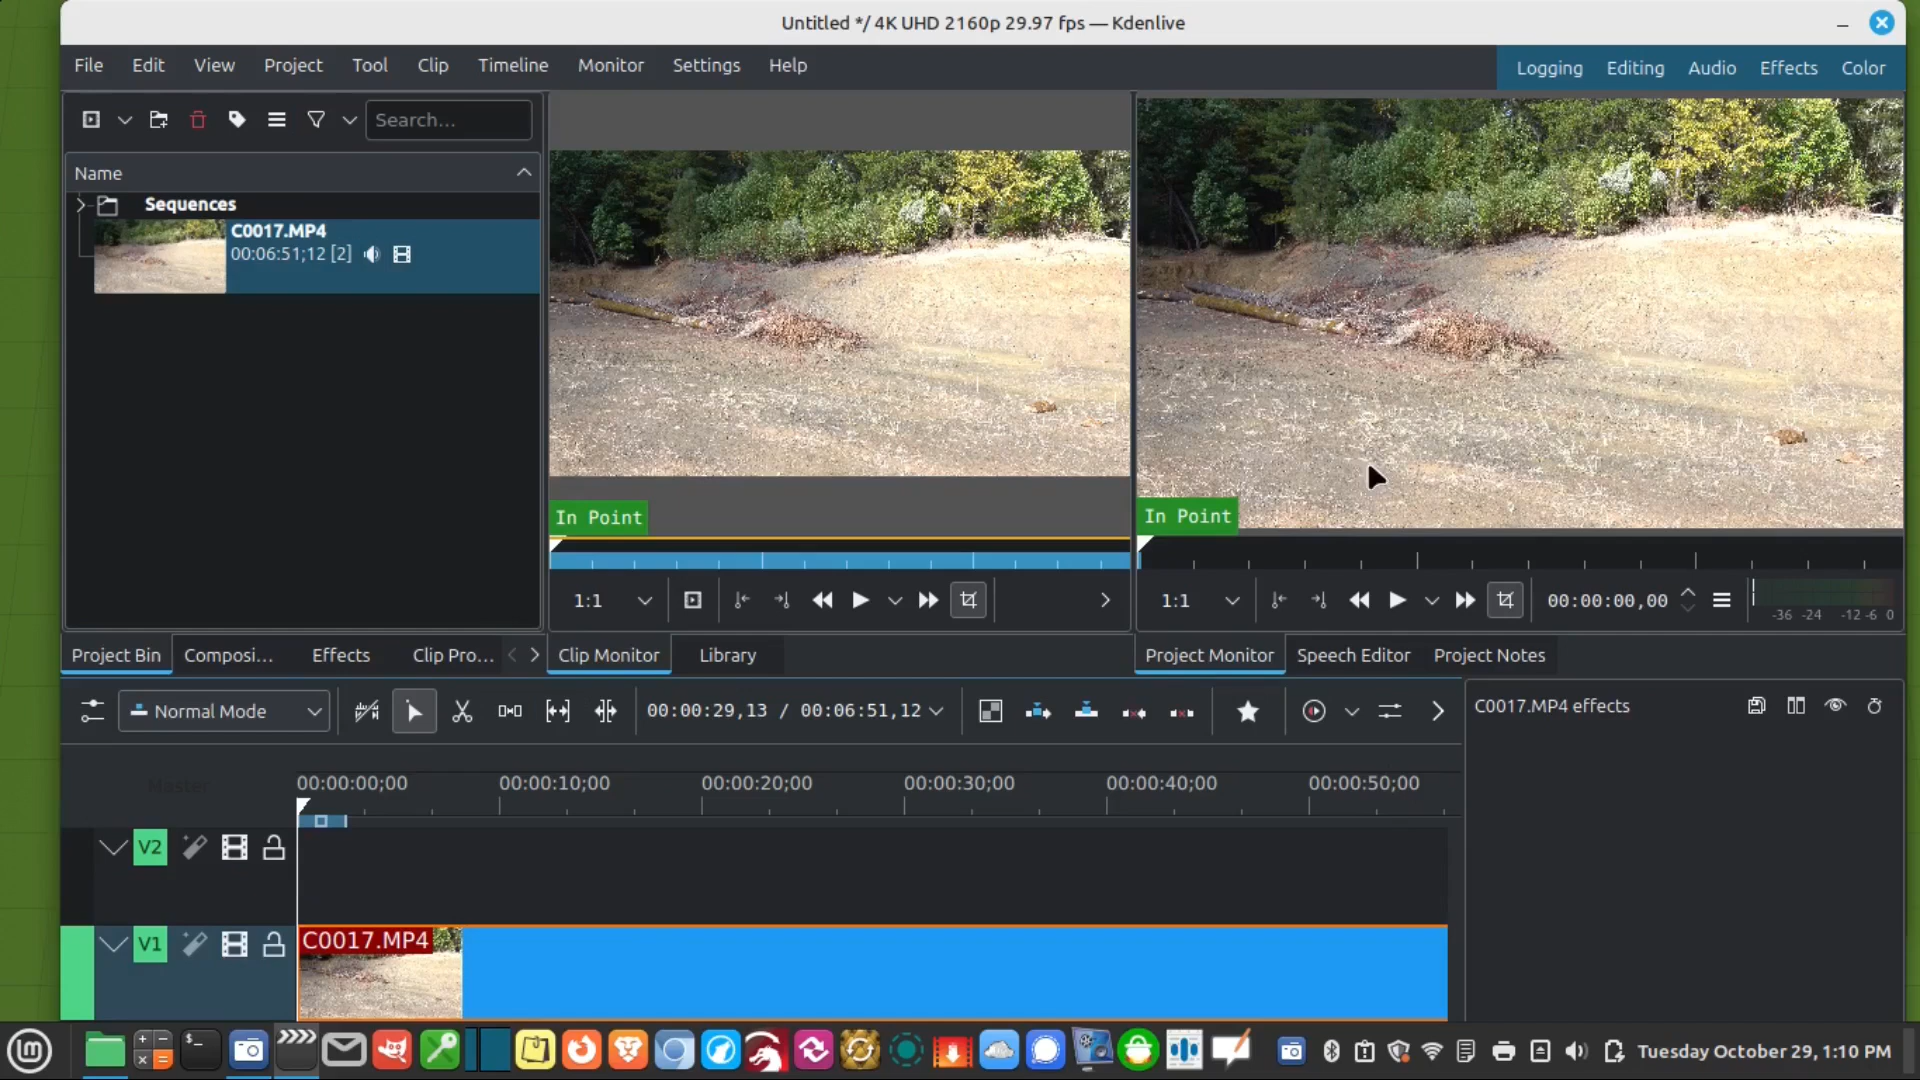 Untitled */ 4K UHD 2160p 29.97 fps — Kdenlive
File Edit View Project Tool Clip Timeline Monitor Settings Help
Logging Editing Audio Effects Color
Search...
Name
Sequences
C0017.MP4
00:06:51;12 [2]
In Point
In Point
1:1
1:1
00:00:00,00
-36 -24 -12 -6 0
Project Bin Composi... Effects Clip Pro...
Clip Monitor Library
Project Monitor Speech Editor Project Notes
Normal Mode
00:00:29,13 / 00:06:51,12
C0017.MP4 effects
Master
00:00:00;00 00:00:10;00 00:00:20;00 00:00:30;00 00:00:40;00 00:00:50;00
V2
V1
C0017.MP4
Tuesday October 29, 1:10 PM